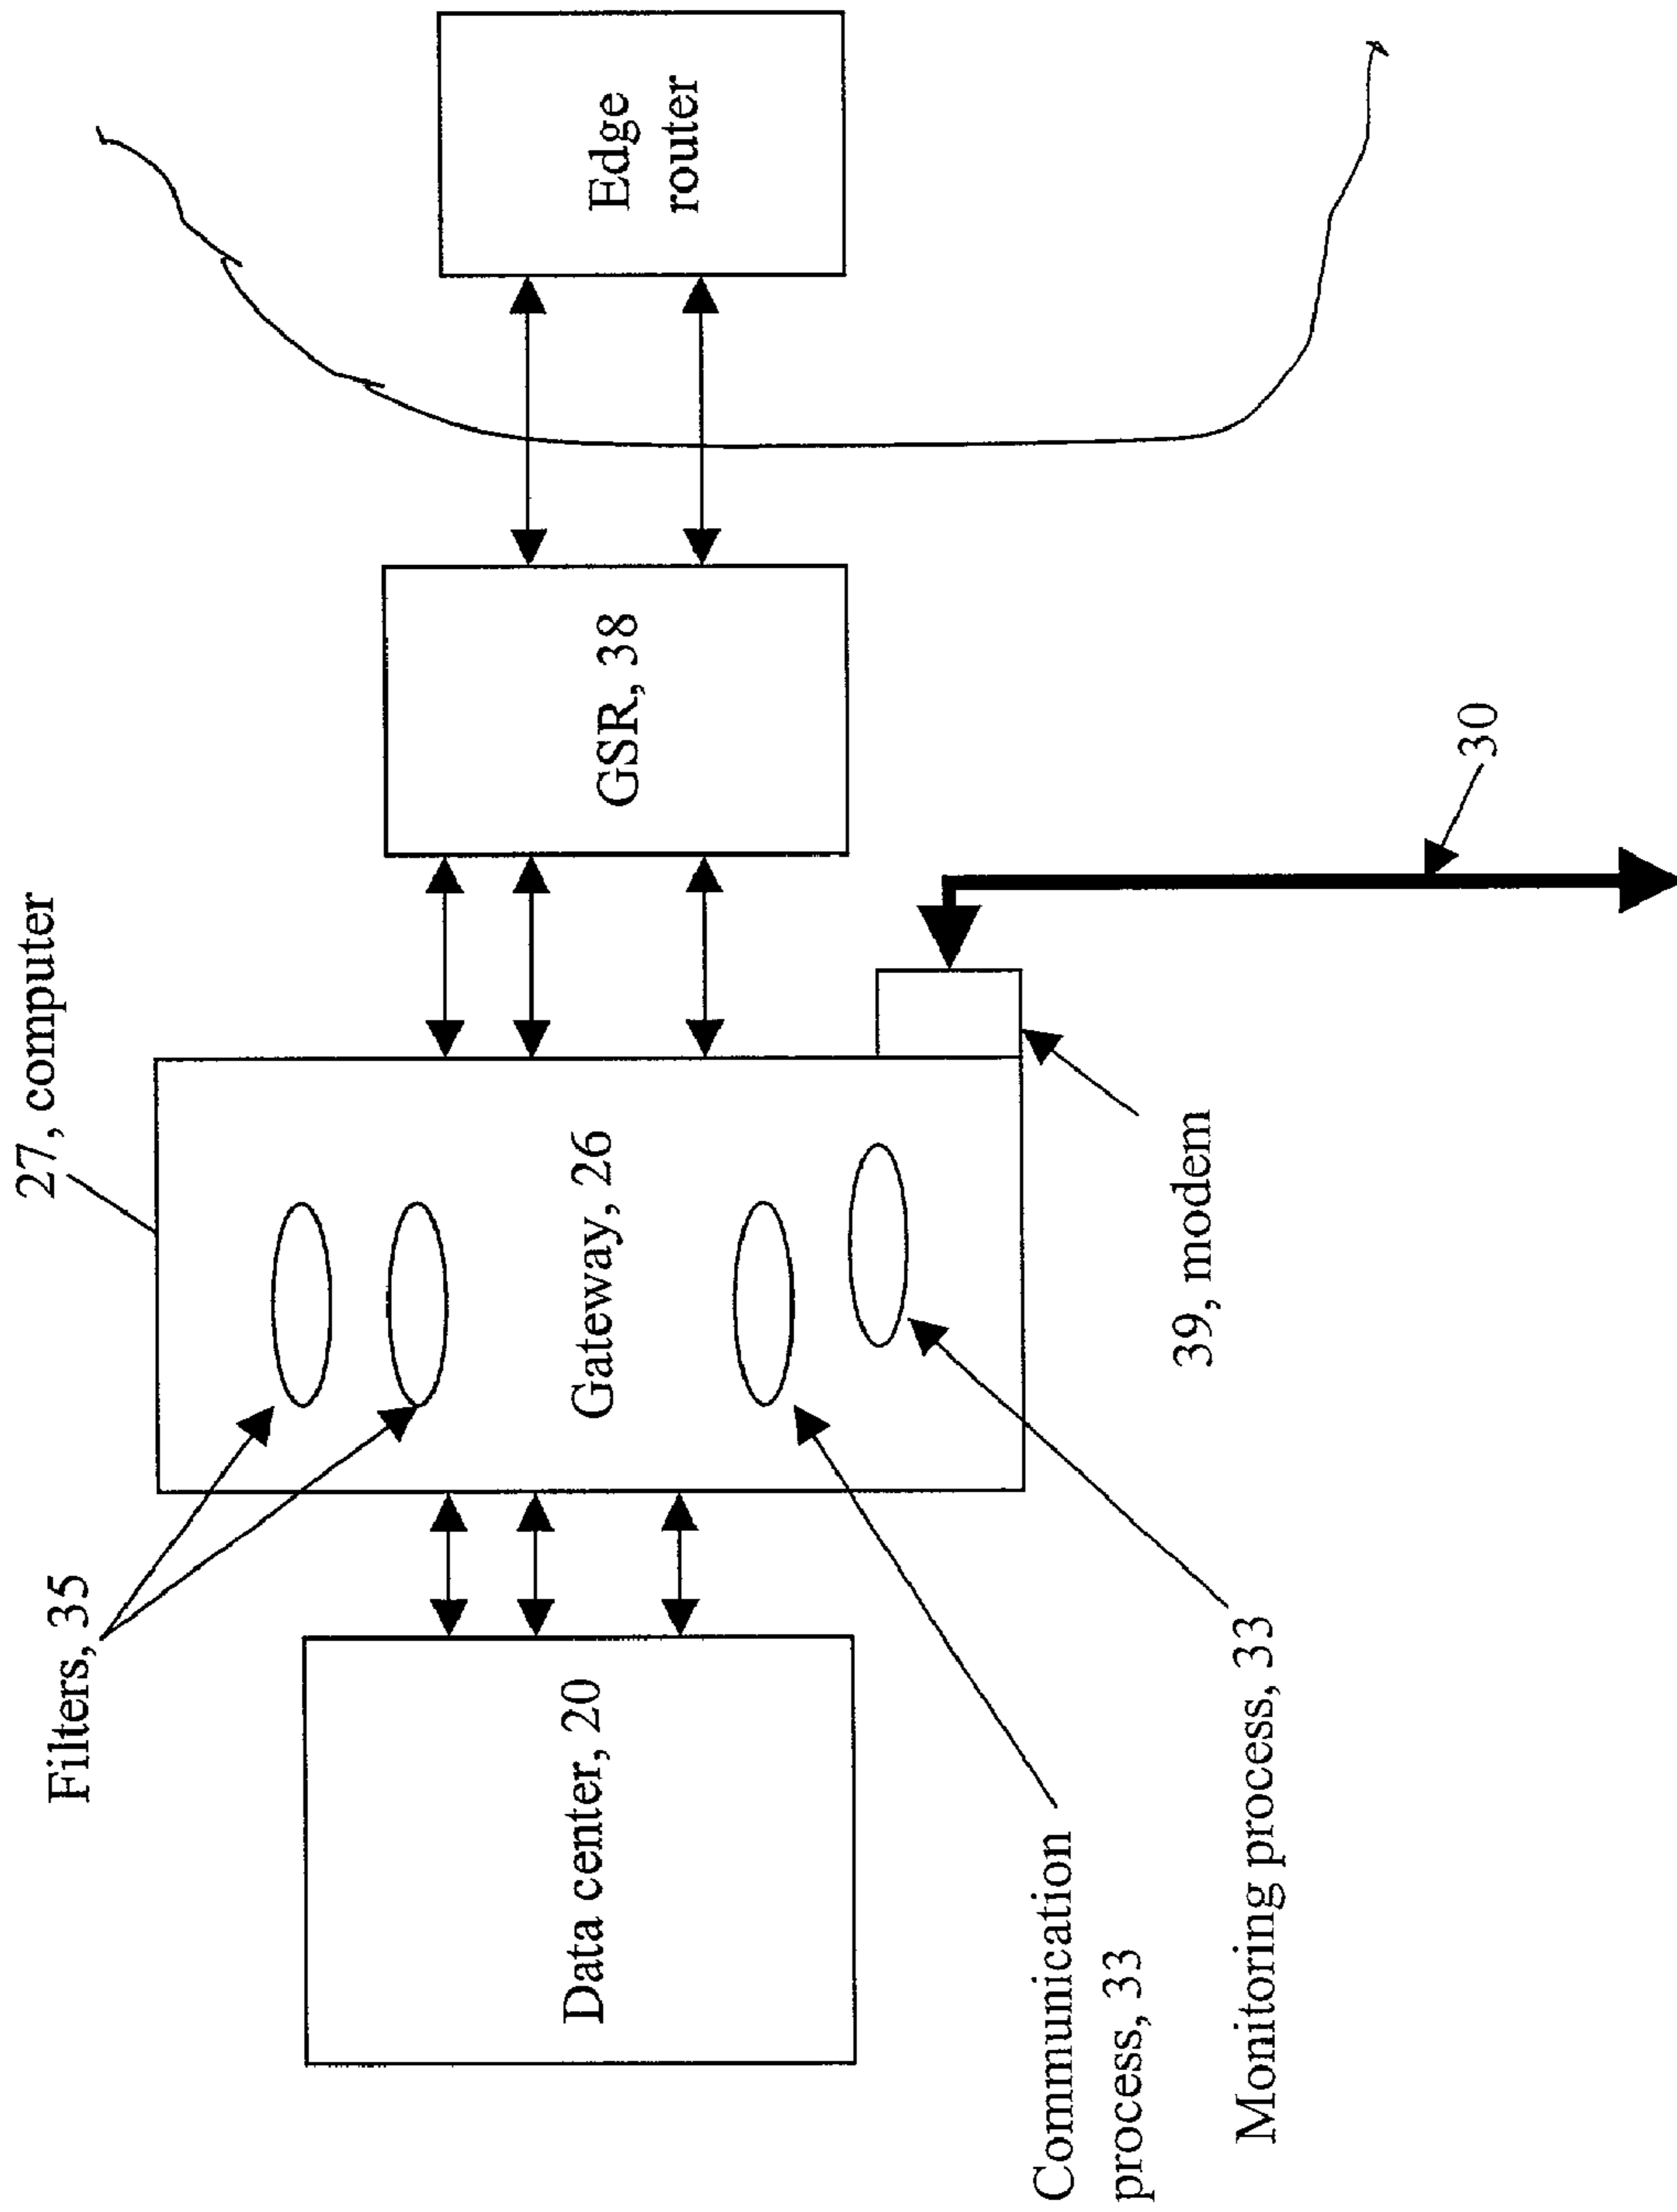 27, computer
Filters, 35
Data center, 20
Gateway, 26
GSR, 38
Edge
router
Communication
process, 33
Monitoring process, 33
39, modem
30